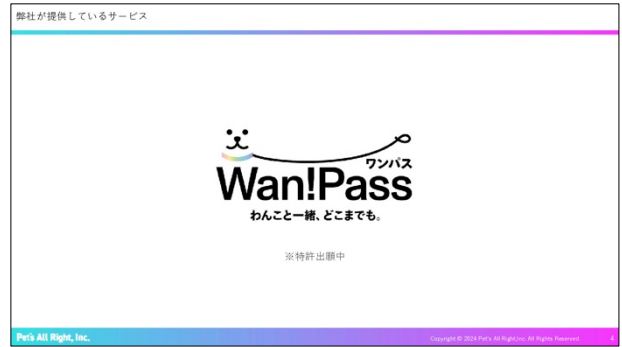 弊社が提供しているサービス
ワンパス
Wan!Pass
わんこと一緒、どこまでも。
※特許出願中
Pet's All Right, Inc.
Copyright © 2024 Pet's All Right,Inc. All Rights Reserved
4